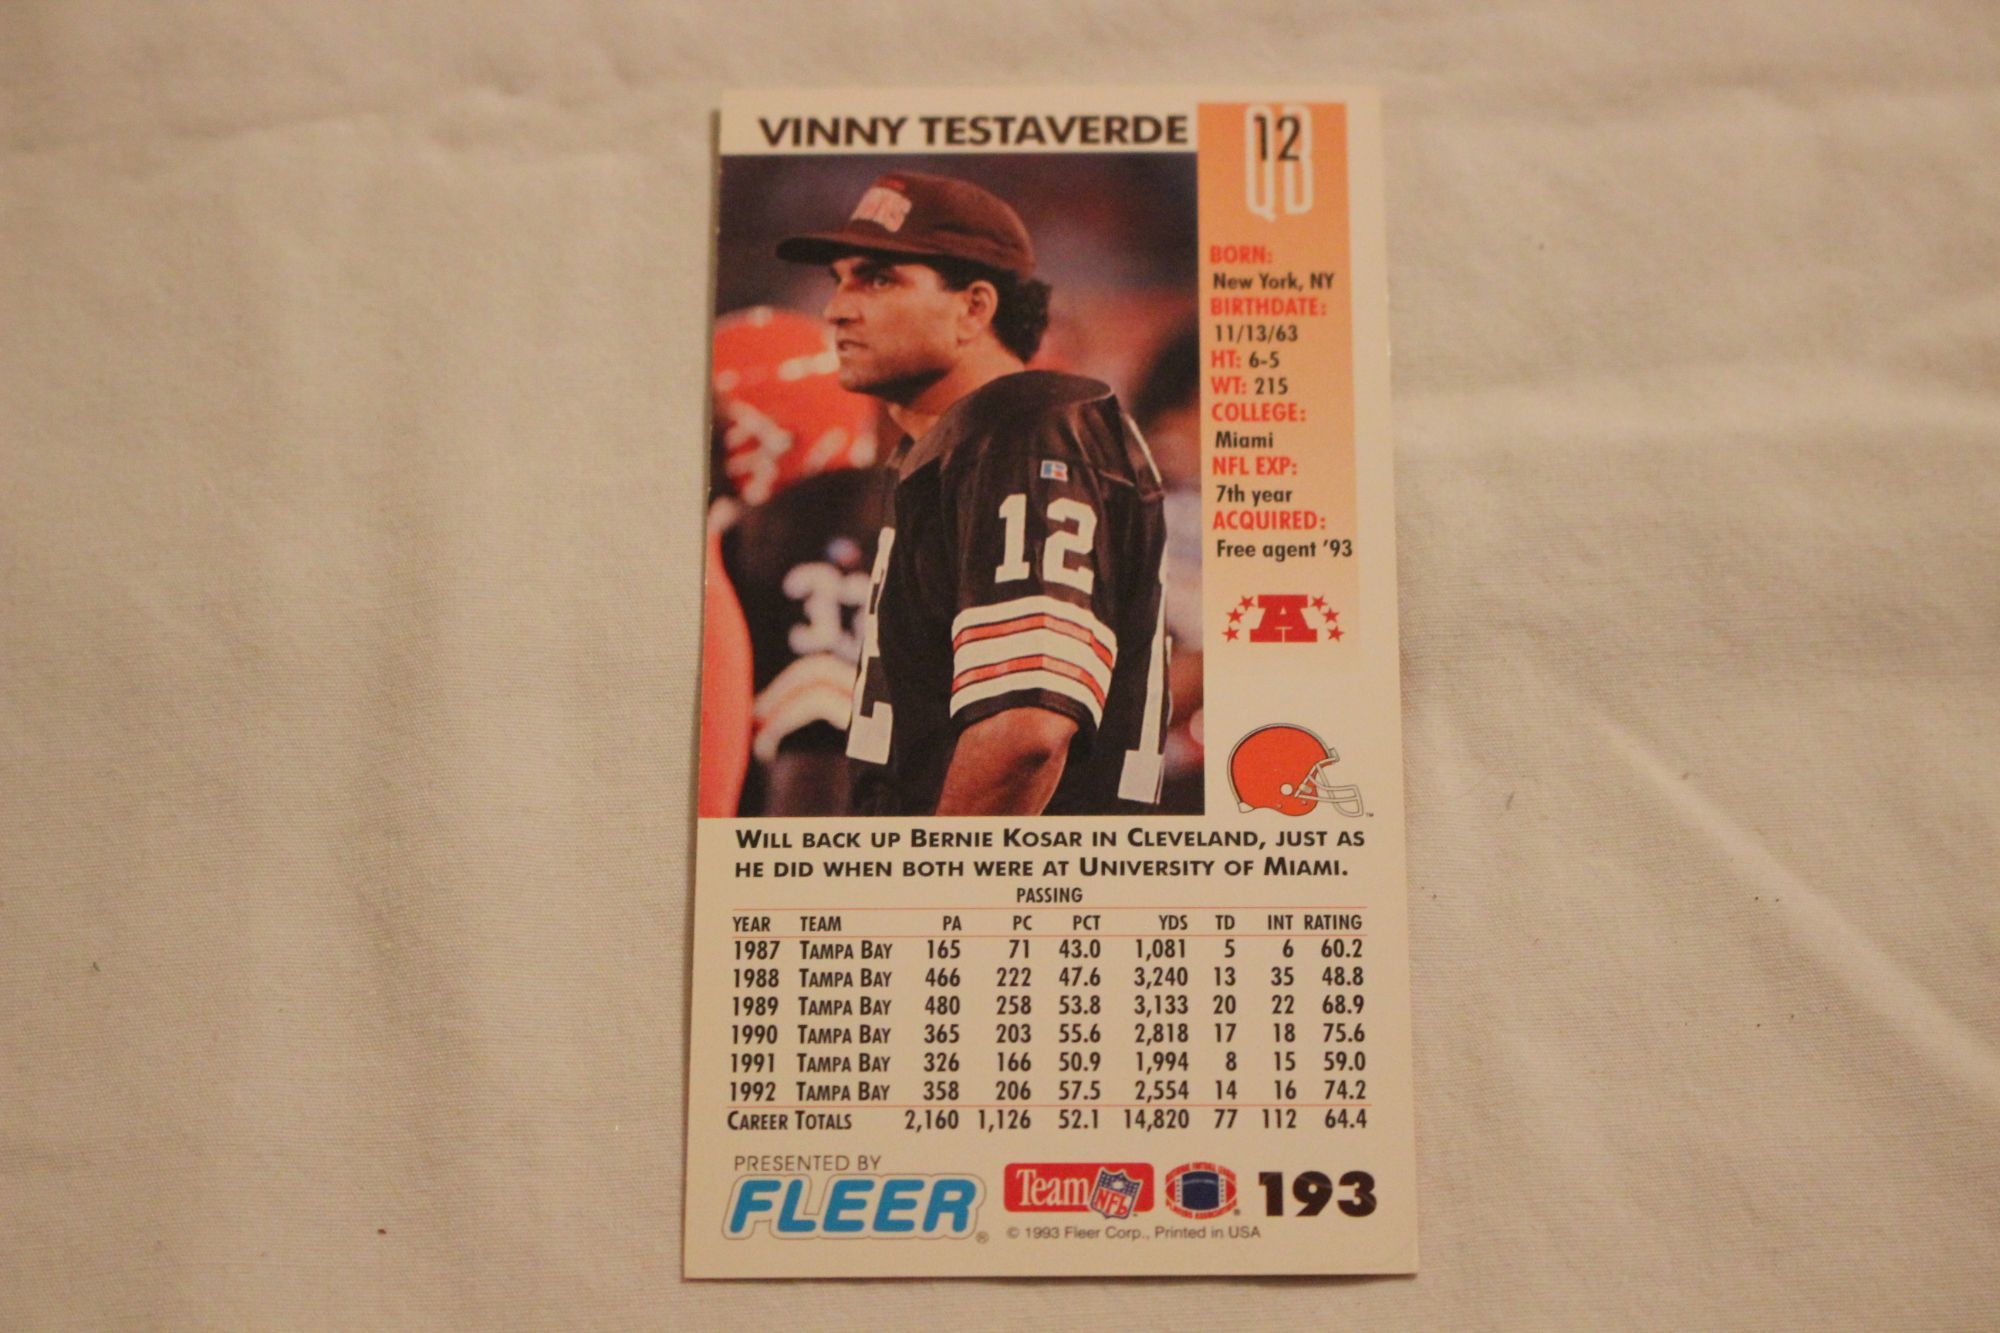 VINNY TESTAVERDE
12
QB
BORN:
New York, NY
BIRTHDATE:
11/13/63
HT: 6-5
WT: 215
COLLEGE:
Miami
NFL EXP:
7th year
ACQUIRED:
Free agent '93
A
12
WILL BACK UP BERNIE KOSAR IN CLEVELAND, JUST AS
HE DID WHEN BOTH WERE AT UNIVERSITY OF MIAMI.
PASSING
YEAR TEAM PA PC PCT YDS TD INT RATING
1987 TAMPA BAY 165 71 43.0 1,081 5 6 60.2
1988 TAMPA BAY 466 222 47.6 3,240 13 35 48.8
1989 TAMPA BAY 480 258 53.8 3,133 20 22 68.9
1990 TAMPA BAY 365 203 55.6 2,818 17 18 75.6
1991 TAMPA BAY 326 166 50.9 1,994 8 15 59.0
1992 TAMPA BAY 358 206 57.5 2,554 14 16 74.2
CAREER TOTALS 2,160 1,126 52.1 14,820 77 112 64.4
PRESENTED BY
FLEER®
Team NFL
193
© 1993 Fleer Corp., Printed in USA